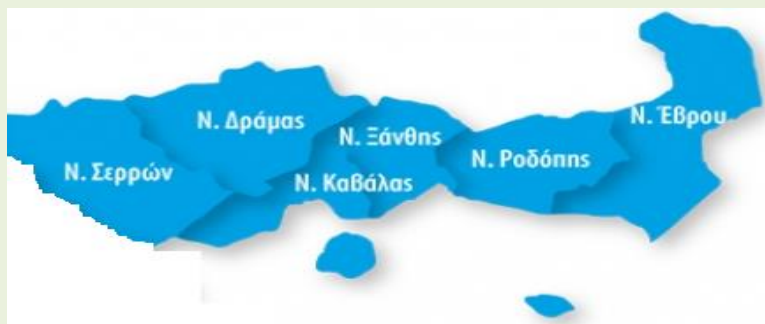 Ν. Σερρών
Ν. Δράμας
Ν. Καβάλας
Ν. Ξάνθης
Ν. Ροδόπης
Ν. Έβρου